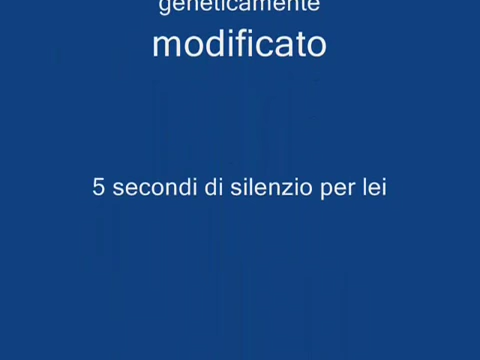 geneticamente
modificato
5 secondi di silenzio per lei